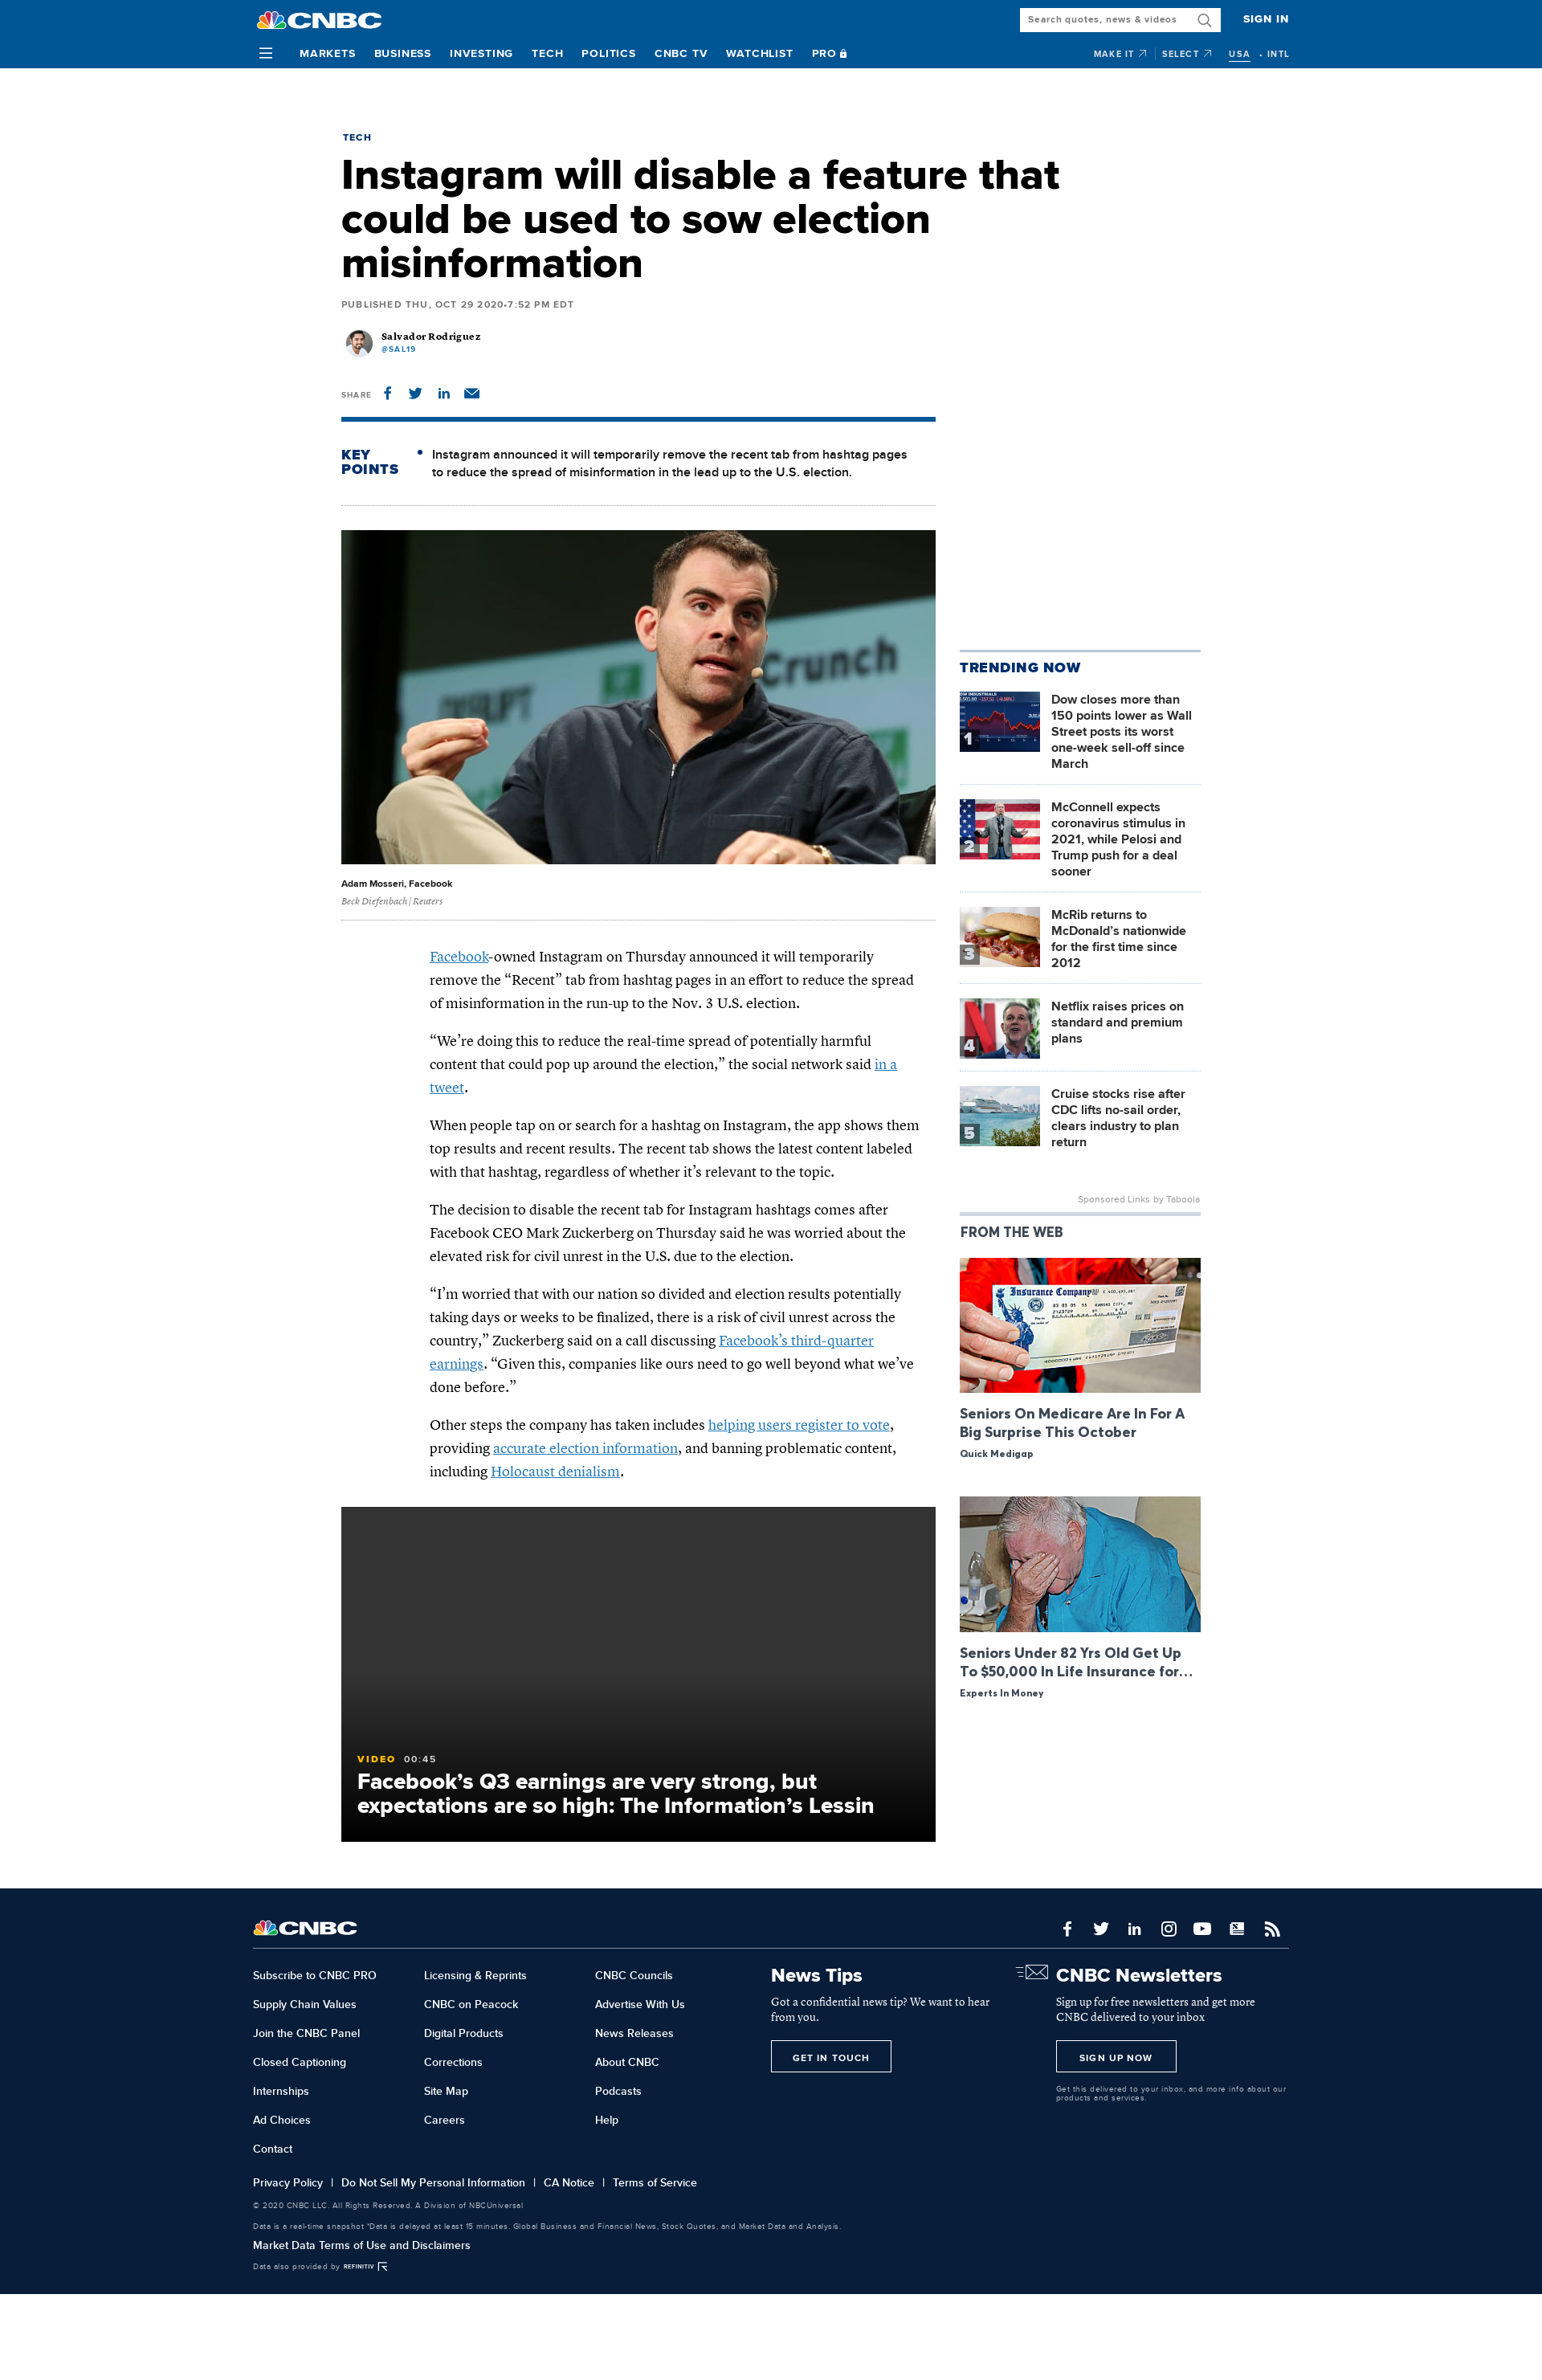 CNBC
Search quotes, news & videos
SIGN IN
MARKETS BUSINESS INVESTING TECH POLITICS CNBC TV WATCHLIST PRO
MAKE IT SELECT USA • INTL
TECH
Instagram will disable a feature that
could be used to sow election
misinformation
PUBLISHED THU, OCT 29 2020•7:52 PM EDT
Salvador Rodriguez
@SAL19
SHARE
KEY
POINTS
• Instagram announced it will temporarily remove the recent tab from hashtag pages
to reduce the spread of misinformation in the lead up to the U.S. election.
Crunch
Adam Mosseri, Facebook
Beck Diefenbach | Reuters
Facebook-owned Instagram on Thursday announced it will temporarily
remove the “Recent” tab from hashtag pages in an effort to reduce the spread
of misinformation in the run-up to the Nov. 3 U.S. election.
“We’re doing this to reduce the real-time spread of potentially harmful
content that could pop up around the election,” the social network said in a
tweet.
When people tap on or search for a hashtag on Instagram, the app shows them
top results and recent results. The recent tab shows the latest content labeled
with that hashtag, regardless of whether it’s relevant to the topic.
The decision to disable the recent tab for Instagram hashtags comes after
Facebook CEO Mark Zuckerberg on Thursday said he was worried about the
elevated risk for civil unrest in the U.S. due to the election.
“I’m worried that with our nation so divided and election results potentially
taking days or weeks to be finalized, there is a risk of civil unrest across the
country,” Zuckerberg said on a call discussing Facebook’s third-quarter
earnings. “Given this, companies like ours need to go well beyond what we’ve
done before.”
Other steps the company has taken includes helping users register to vote,
providing accurate election information, and banning problematic content,
including Holocaust denialism.
VIDEO 00:45
Facebook’s Q3 earnings are very strong, but
expectations are so high: The Information’s Lessin
TRENDING NOW
1
Dow closes more than
150 points lower as Wall
Street posts its worst
one-week sell-off since
March
2
McConnell expects
coronavirus stimulus in
2021, while Pelosi and
Trump push for a deal
sooner
3
McRib returns to
McDonald’s nationwide
for the first time since
2012
4
Netflix raises prices on
standard and premium
plans
5
Cruise stocks rise after
CDC lifts no-sail order,
clears industry to plan
return
Sponsored Links by Taboola
FROM THE WEB
Insurance Company
Seniors On Medicare Are In For A
Big Surprise This October
Quick Medigap
Seniors Under 82 Yrs Old Get Up
To $50,000 In Life Insurance for…
Experts In Money
CNBC
Subscribe to CNBC PRO
Supply Chain Values
Join the CNBC Panel
Closed Captioning
Internships
Ad Choices
Contact
Licensing & Reprints
CNBC on Peacock
Digital Products
Corrections
Site Map
Careers
CNBC Councils
Advertise With Us
News Releases
About CNBC
Podcasts
Help
News Tips
Got a confidential news tip? We want to hear
from you.
GET IN TOUCH
CNBC Newsletters
Sign up for free newsletters and get more
CNBC delivered to your inbox
SIGN UP NOW
Get this delivered to your inbox, and more info about our
products and services.
Privacy Policy | Do Not Sell My Personal Information | CA Notice | Terms of Service
© 2020 CNBC LLC. All Rights Reserved. A Division of NBCUniversal
Data is a real-time snapshot *Data is delayed at least 15 minutes. Global Business and Financial News, Stock Quotes, and Market Data and Analysis.
Market Data Terms of Use and Disclaimers
Data also provided by REFINITIV